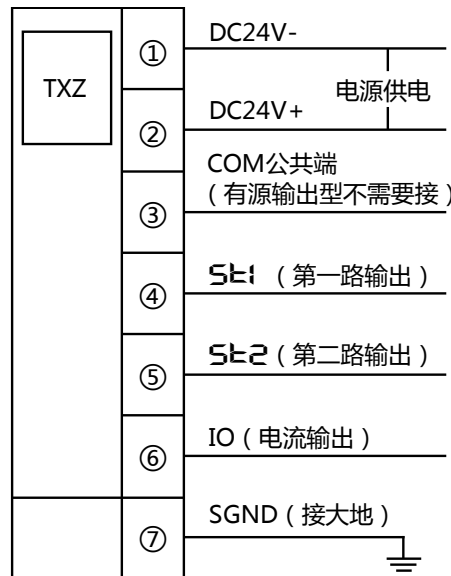 TXZ
① DC24V-
电源供电
② DC24V+
COM公共端
③ （有源输出型不需要接）
④ St1 （第一路输出）
⑤ St2（第二路输出）
⑥ IO（电流输出）
⑦ SGND（接大地）